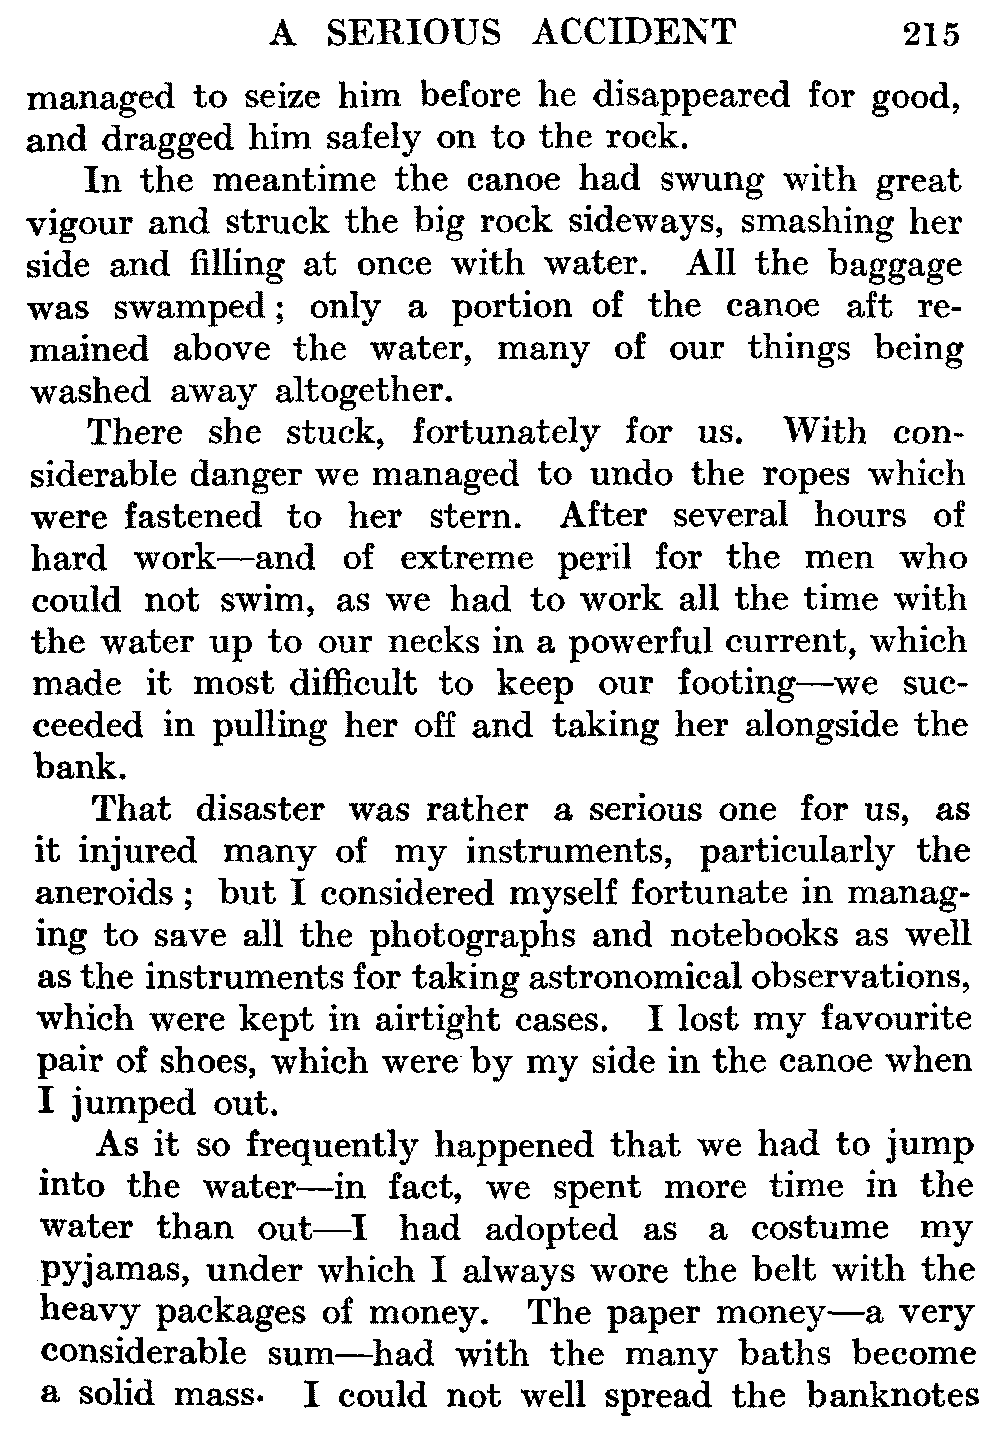 A SERIOUS ACCIDENT 215
managed to seize him before he disappeared for good,
and dragged him safely on to the rock.
In the meantime the canoe had swung with great
vigour and struck the big rock sideways, smashing her
side and filling at once with water. All the baggage
was swamped ; only a portion of the canoe aft re-
mained above the water, many of our things being
washed away altogether.
There she stuck, fortunately for us. With con-
siderable danger we managed to undo the ropes which
were fastened to her stern. After several hours of
hard work—and of extreme peril for the men who
could not swim, as we had to work all the time with
the water up to our necks in a powerful current, which
made it most difficult to keep our footing—we suc-
ceeded in pulling her off and taking her alongside the
bank.
That disaster was rather a serious one for us, as
it injured many of my instruments, particularly the
aneroids ; but I considered myself fortunate in manag-
ing to save all the photographs and notebooks as well
as the instruments for taking astronomical observations,
which were kept in airtight cases. I lost my favourite
pair of shoes, which were by my side in the canoe when
I jumped out.
As it so frequently happened that we had to jump
into the water—in fact, we spent more time in the
water than out—I had adopted as a costume my
pyjamas, under which I always wore the belt with the
heavy packages of money. The paper money—a very
considerable sum—had with the many baths become
a solid mass. I could not well spread the banknotes